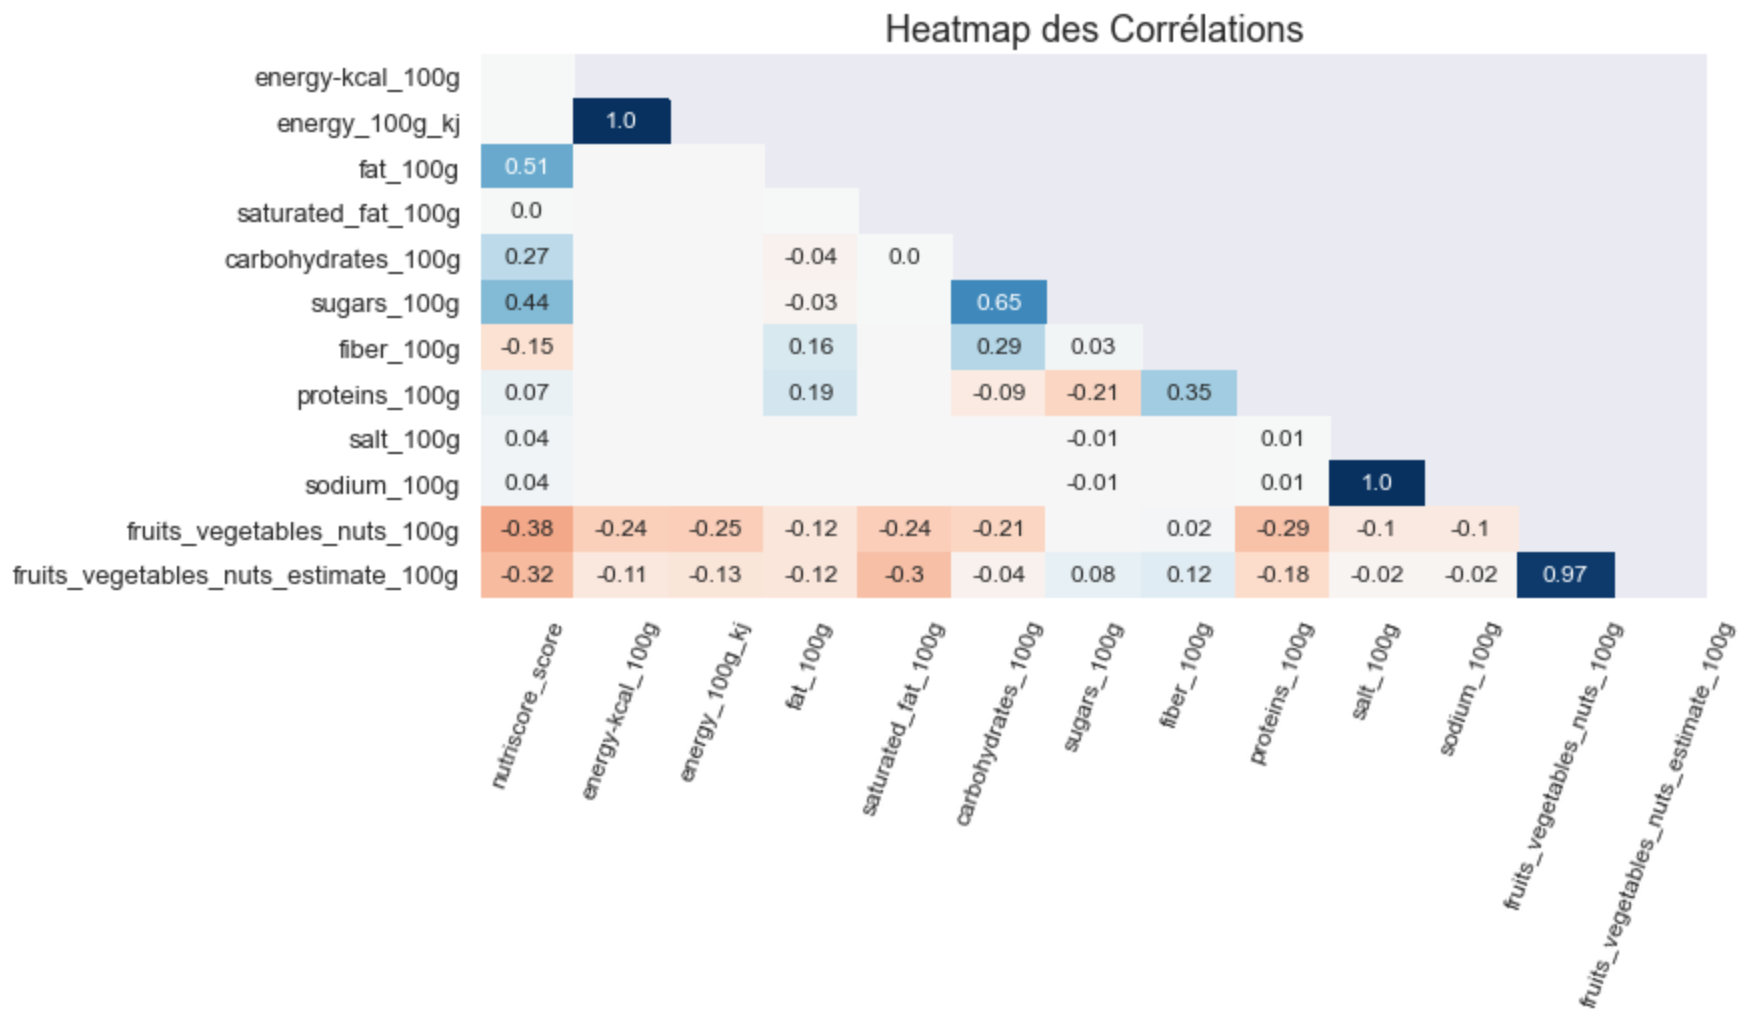 Heatmap des Corrélations
energy-kcal_100g
energy_100g_kj 1.0
fat_100g 0.51
saturated_fat_100g 0.0
carbohydrates_100g 0.27 -0.04 0.0
sugars_100g 0.44 -0.03 0.65
fiber_100g -0.15 0.16 0.29 0.03
proteins_100g 0.07 0.19 -0.09 -0.21 0.35
salt_100g 0.04 -0.01 0.01
sodium_100g 0.04 -0.01 0.01 1.0
fruits_vegetables_nuts_100g -0.38 -0.24 -0.25 -0.12 -0.24 -0.21 0.02 -0.29 -0.1 -0.1
fruits_vegetables_nuts_estimate_100g -0.32 -0.11 -0.13 -0.12 -0.3 -0.04 0.08 0.12 -0.18 -0.02 -0.02 0.97
nutriscore_score
energy-kcal_100g
energy_100g_kj
fat_100g
saturated_fat_100g
carbohydrates_100g
sugars_100g
fiber_100g
proteins_100g
salt_100g
sodium_100g
fruits_vegetables_nuts_100g
fruits_vegetables_nuts_estimate_100g